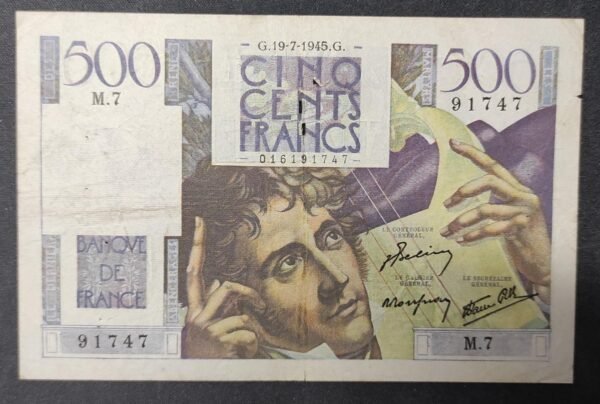 500
M.7
G.19-7-1945.G.
CINQ
CENTS
FRANCS
016191747
500
91747
LE CONTRÔLEUR
GÉNÉRAL,
LE CAISSIER
GÉNÉRAL,
LE SECRÉTAIRE
GÉNÉRAL,
BANQUE
DE
FRANCE
91747
M.7